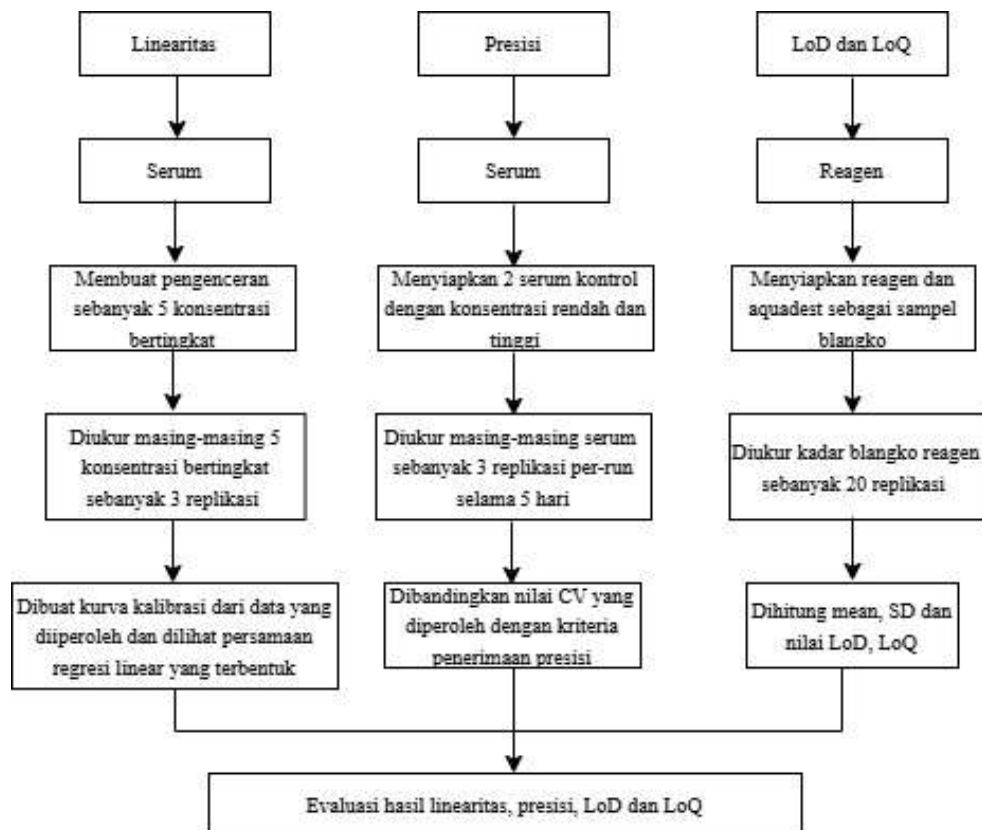 Linearitas
Presisi
LoD dan LoQ
Serum
Serum
Reagen
Membuat pengenceran
sebanyak 5 konsentrasi
bertingkat
Menyiapkan 2 serum kontrol
dengan konsentrasi rendah dan
tinggi
Menyiapkan reagen dan
aquadest sebagai sampel
blangko
Diukur masing-masing 5
konsentrasi bertingkat
sebanyak 3 replikasi
Diukur masing-masing serum
sebanyak 3 replikasi per-run
selama 5 hari
Diukur kadar blangko reagen
sebanyak 20 replikasi
Dibuat kurva kalibrasi dari data yang
diiperoleh dan dilihat persamaan
regresi linear yang terbentuk
Dibandingkan nilai CV yang
diperoleh dengan kriteria
penerimaan presisi
Dihitung mean, SD dan
nilai LoD, LoQ
Evaluasi hasil linearitas, presisi, LoD dan LoQ